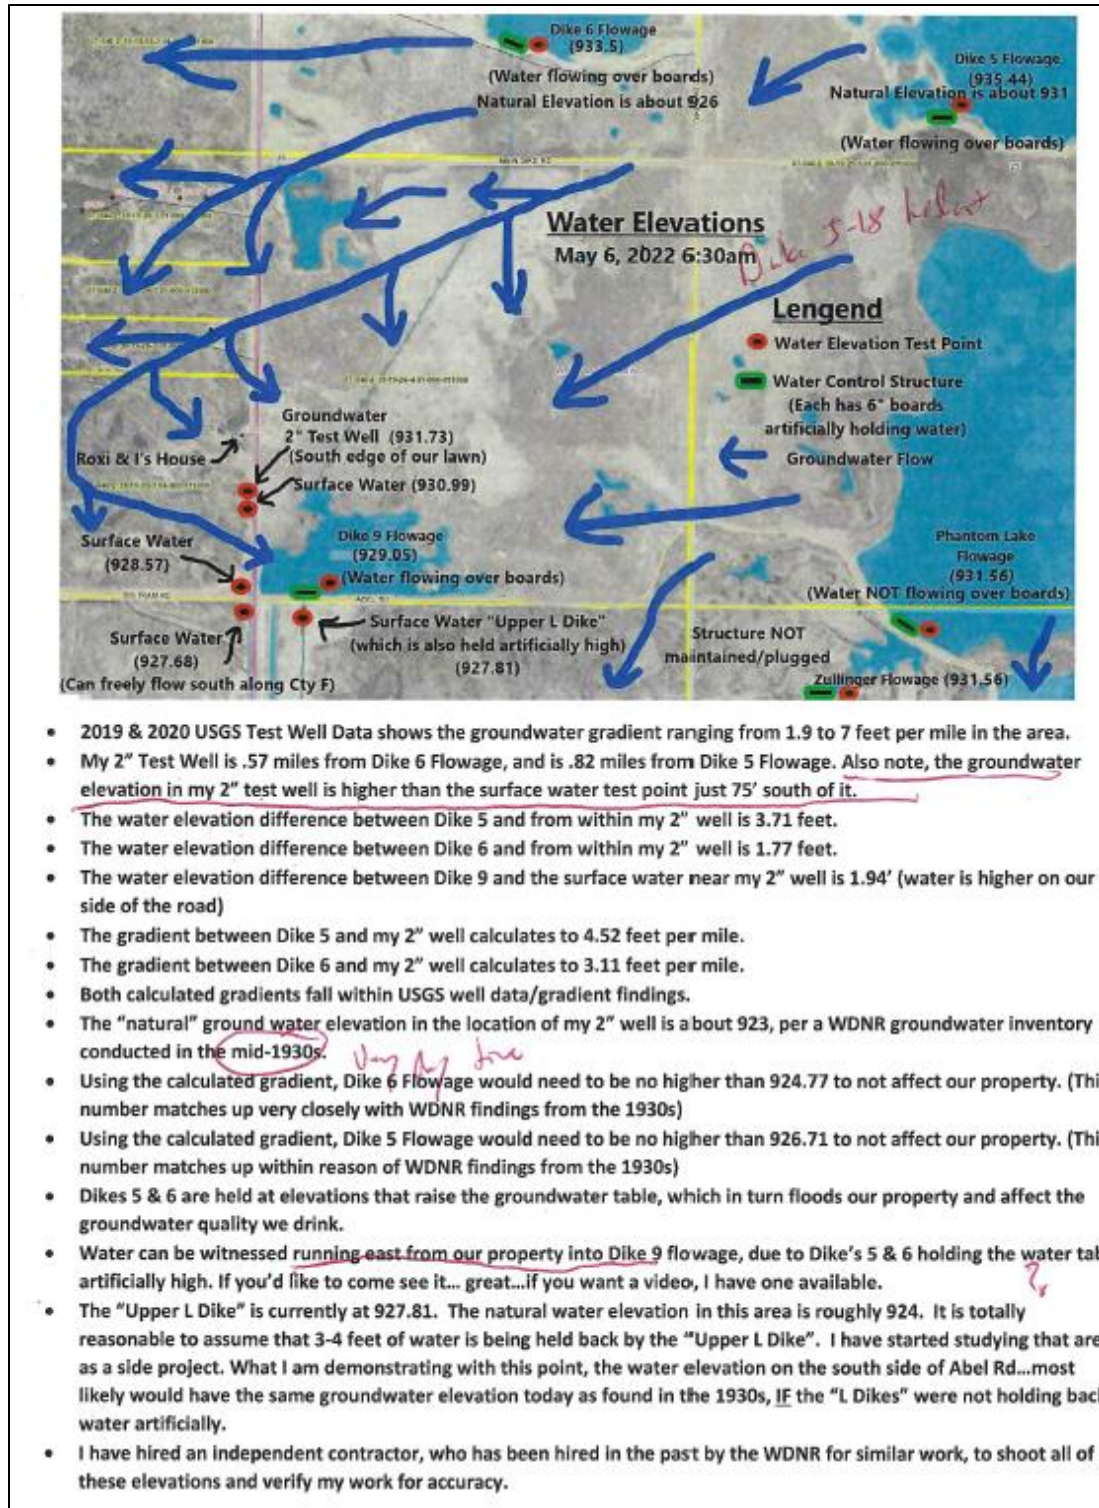 Dike 6 Flowage
(933.5)
(Water flowing over boards)
Natural Elevation is about 926
Dike 5 Flowage
(935.44)
Natural Elevation is about 931
(Water flowing over boards)
Water Elevations
May 6, 2022 6:30am
Dike 5-18
Lengend
Water Elevation Test Point
Water Control Structure
(Each has 6" boards
artificially holding water)
Groundwater Flow
Groundwater
2" Test Well (931.73)
(South edge of our lawn)
Roxi & I's House
Surface Water (930.99)
Surface Water
(928.57)
Dike 9 Flowage
(929.05)
(Water flowing over boards)
Phantom Lake
Flowage
(931.56)
(Water NOT flowing over boards)
Surface Water
(927.68)
(Can freely flow south along Cty F)
Surface Water "Upper L Dike"
(which is also held artificially high)
(927.81)
Structure NOT
maintained/plugged
Zullinger Flowage (931.56)
• 2019 & 2020 USGS Test Well Data shows the groundwater gradient ranging from 1.9 to 7 feet per mile in the area.
• My 2" Test Well is .57 miles from Dike 6 Flowage, and is .82 miles from Dike 5 Flowage. Also note, the groundwater
elevation in my 2" test well is higher than the surface water test point just 75' south of it.
• The water elevation difference between Dike 5 and from within my 2" well is 3.71 feet.
• The water elevation difference between Dike 6 and from within my 2" well is 1.77 feet.
• The water elevation difference between Dike 9 and the surface water near my 2" well is 1.94' (water is higher on our
side of the road)
• The gradient between Dike 5 and my 2" well calculates to 4.52 feet per mile.
• The gradient between Dike 6 and my 2" well calculates to 3.11 feet per mile.
• Both calculated gradients fall within USGS well data/gradient findings.
• The "natural" ground water elevation in the location of my 2" well is about 923, per a WDNR groundwater inventory
conducted in the mid-1930s. Very dry time
• Using the calculated gradient, Dike 6 Flowage would need to be no higher than 924.77 to not affect our property. (Thi
number matches up very closely with WDNR findings from the 1930s)
• Using the calculated gradient, Dike 5 Flowage would need to be no higher than 926.71 to not affect our property. (Thi
number matches up within reason of WDNR findings from the 1930s)
• Dikes 5 & 6 are held at elevations that raise the groundwater table, which in turn floods our property and affect the
groundwater quality we drink.
• Water can be witnessed running east from our property into Dike 9 flowage, due to Dike's 5 & 6 holding the water tab
artificially high. If you'd like to come see it... great...if you want a video, I have one available. ?
• The "Upper L Dike" is currently at 927.81. The natural water elevation in this area is roughly 924. It is totally
reasonable to assume that 3-4 feet of water is being held back by the "Upper L Dike". I have started studying that are
as a side project. What I am demonstrating with this point, the water elevation on the south side of Abel Rd...most
likely would have the same groundwater elevation today as found in the 1930s, IF the "L Dikes" were not holding back
water artificially.
• I have hired an independent contractor, who has been hired in the past by the WDNR for similar work, to shoot all of
these elevations and verify my work for accuracy.